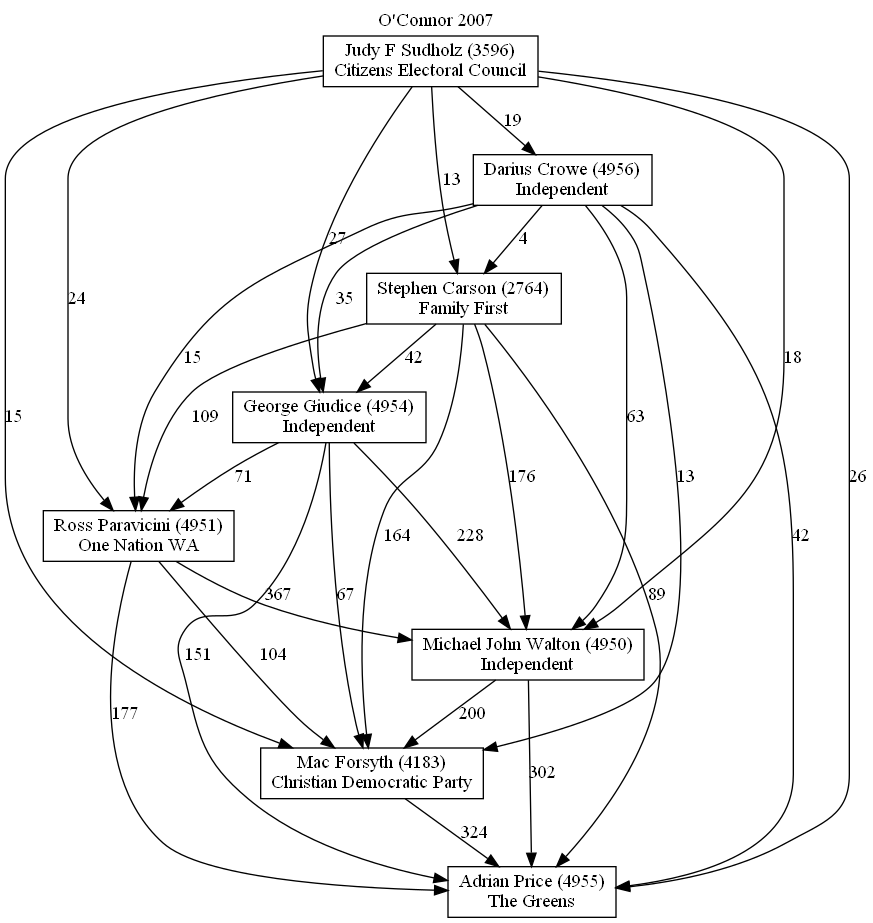 O'Connor 2007
Judy F Sudholz (3596)
Citizens Electoral Council
19
Darius Crowe (4956)
Independent
13
27
4
24
Stephen Carson (2764)
Family First
35
15
18
42
109
15
George Giudice (4954)
Independent
63
71
176
13
26
Ross Paravicini (4951)
One Nation WA
164
228
42
367
67
89
Michael John Walton (4950)
Independent
151
104
177
200
Mac Forsyth (4183)
Christian Democratic Party
302
324
Adrian Price (4955)
The Greens